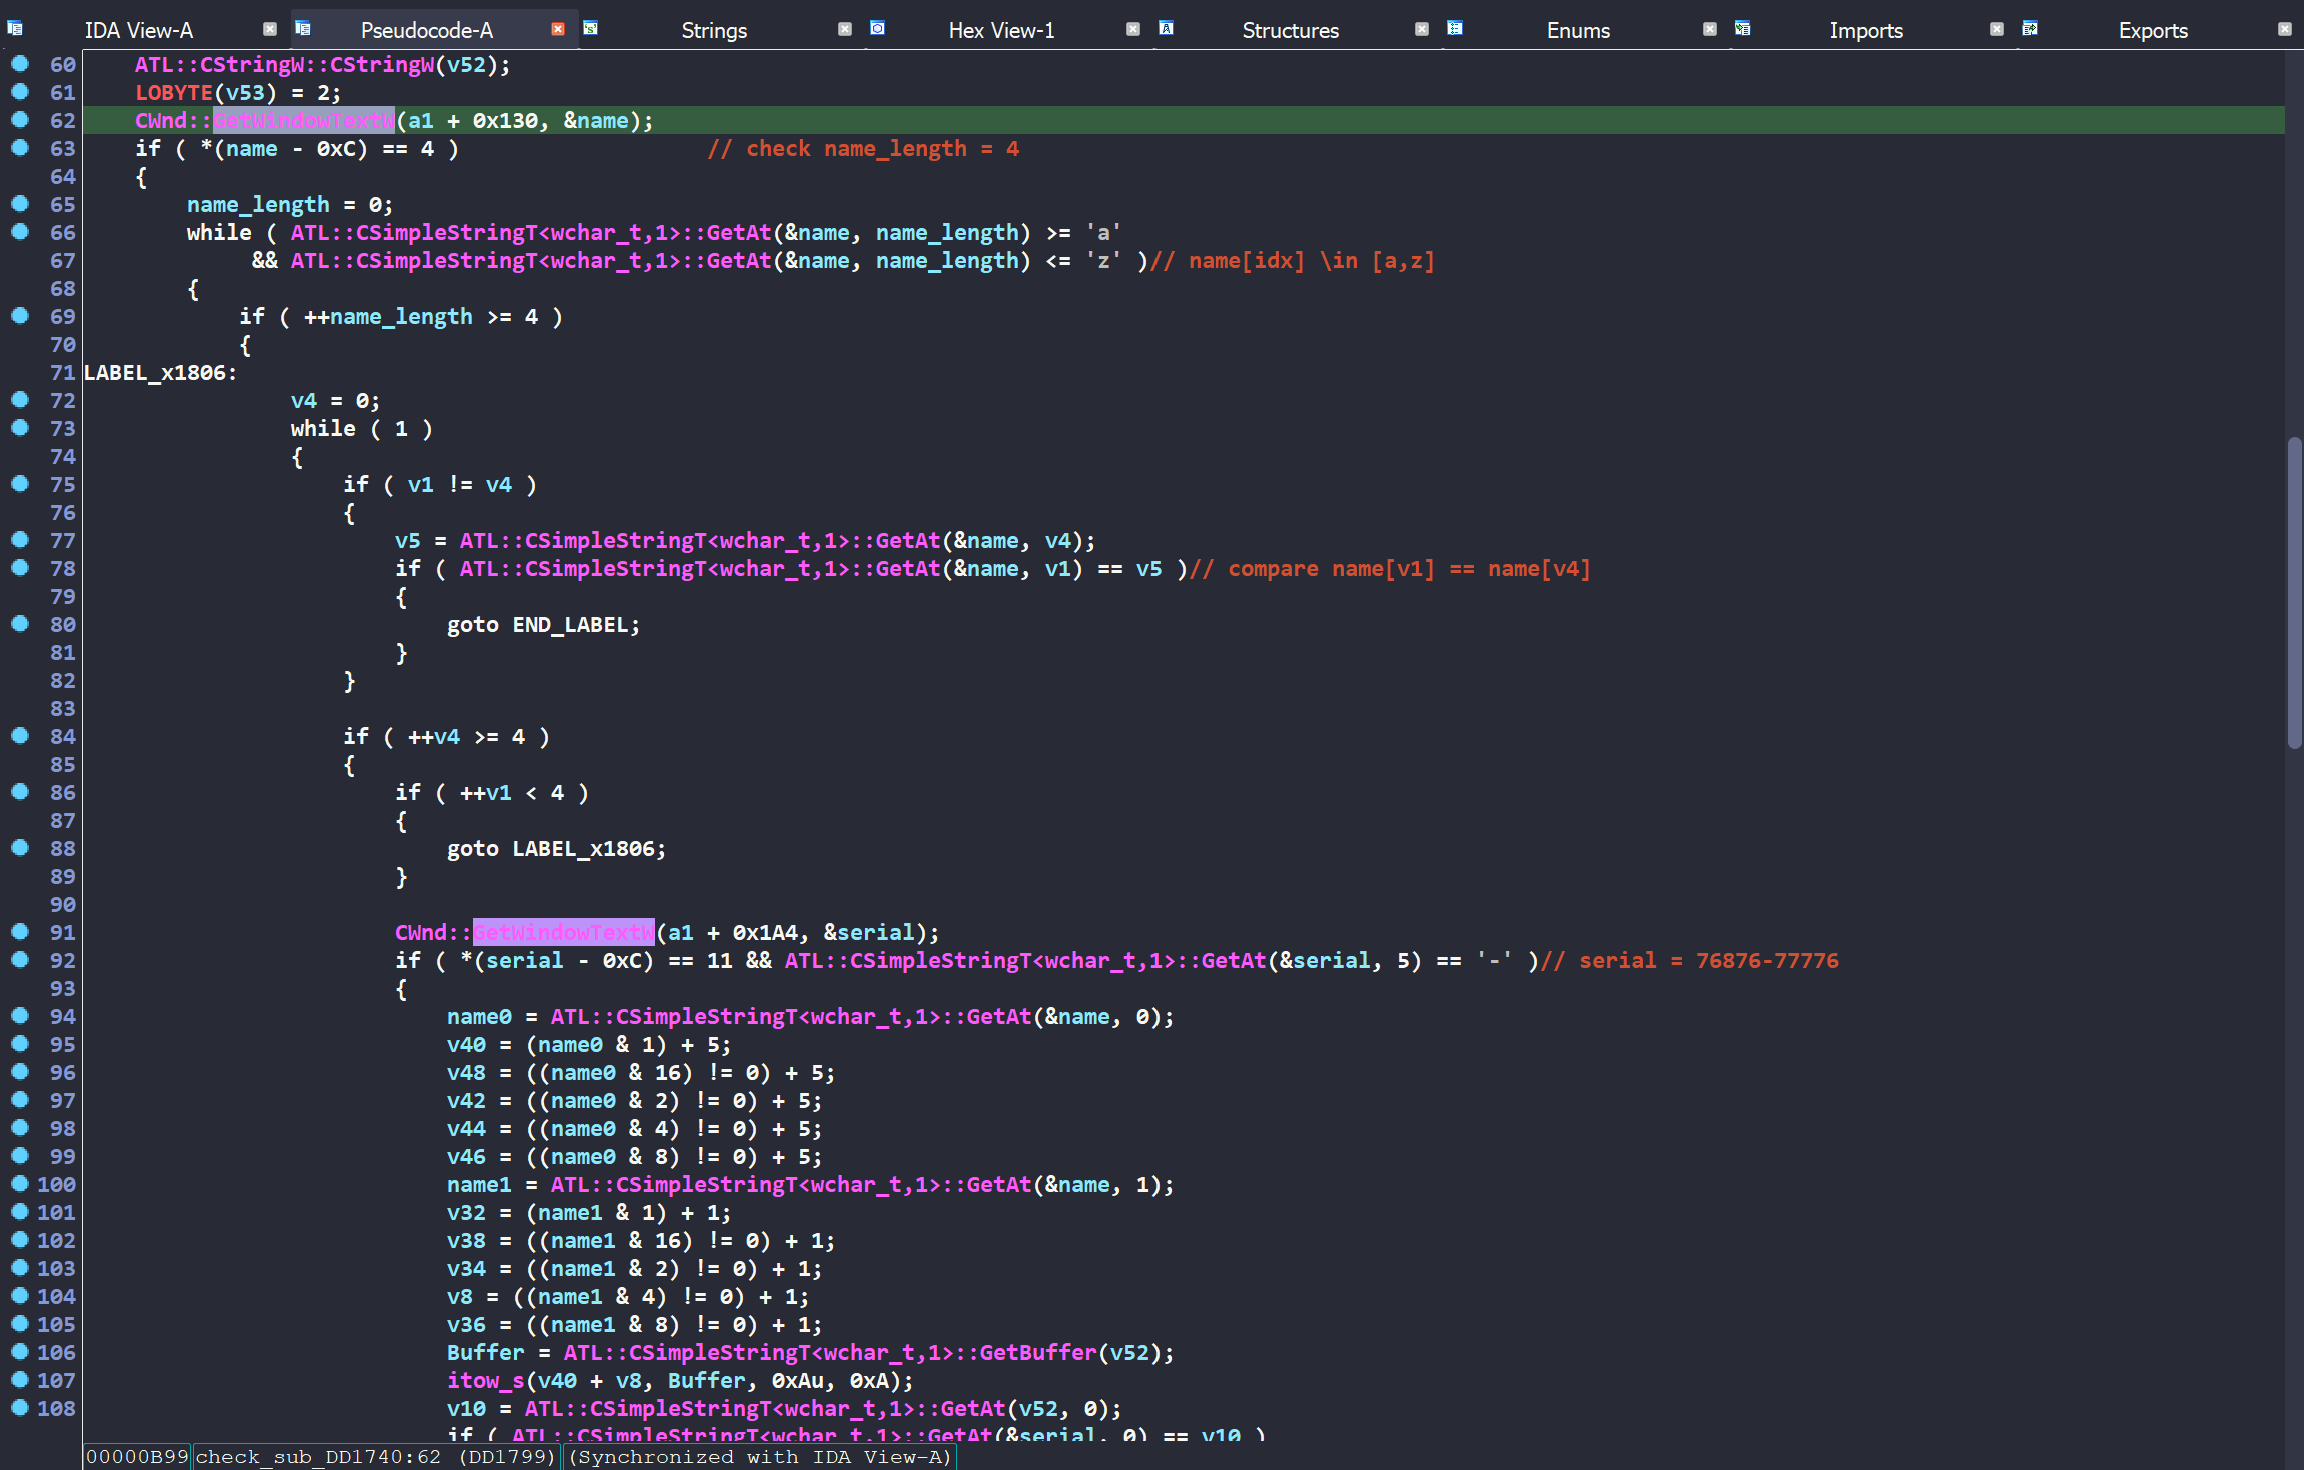 IDA View-A Pseudocode-A Strings Hex View-1 Structures Enums Imports Exports
60 ATL::CStringW::CStringW(v52);
61 LOBYTE(v53) = 2;
62 CWnd::GetWindowTextW(a1 + 0x130, &name);
63 if ( *(name - 0xC) == 4 ) // check name_length = 4
64 {
65 name_length = 0;
66 while ( ATL::CSimpleStringT<wchar_t,1>::GetAt(&name, name_length) >= 'a'
67 && ATL::CSimpleStringT<wchar_t,1>::GetAt(&name, name_length) <= 'z' )// name[idx] \in [a,z]
68 {
69 if ( ++name_length >= 4 )
70 {
71 LABEL_x1806:
72 v4 = 0;
73 while ( 1 )
74 {
75 if ( v1 != v4 )
76 {
77 v5 = ATL::CSimpleStringT<wchar_t,1>::GetAt(&name, v4);
78 if ( ATL::CSimpleStringT<wchar_t,1>::GetAt(&name, v1) == v5 )// compare name[v1] == name[v4]
79 {
80 goto END_LABEL;
81 }
82 }
83
84 if ( ++v4 >= 4 )
85 {
86 if ( ++v1 < 4 )
87 {
88 goto LABEL_x1806;
89 }
90
91 CWnd::GetWindowTextW(a1 + 0x1A4, &serial);
92 if ( *(serial - 0xC) == 11 && ATL::CSimpleStringT<wchar_t,1>::GetAt(&serial, 5) == '-' )// serial = 76876-77776
93 {
94 name0 = ATL::CSimpleStringT<wchar_t,1>::GetAt(&name, 0);
95 v40 = (name0 & 1) + 5;
96 v48 = ((name0 & 16) != 0) + 5;
97 v42 = ((name0 & 2) != 0) + 5;
98 v44 = ((name0 & 4) != 0) + 5;
99 v46 = ((name0 & 8) != 0) + 5;
100 name1 = ATL::CSimpleStringT<wchar_t,1>::GetAt(&name, 1);
101 v32 = (name1 & 1) + 1;
102 v38 = ((name1 & 16) != 0) + 1;
103 v34 = ((name1 & 2) != 0) + 1;
104 v8 = ((name1 & 4) != 0) + 1;
105 v36 = ((name1 & 8) != 0) + 1;
106 Buffer = ATL::CSimpleStringT<wchar_t,1>::GetBuffer(v52);
107 itow_s(v40 + v8, Buffer, 0xAu, 0xA);
108 v10 = ATL::CSimpleStringT<wchar_t,1>::GetAt(v52, 0);
if ( ATL::CSimpleStringT<wchar_t,1>::GetAt(&serial, 0) == v10 )
00000B99 check_sub_DD1740:62 (DD1799) (Synchronized with IDA View-A)